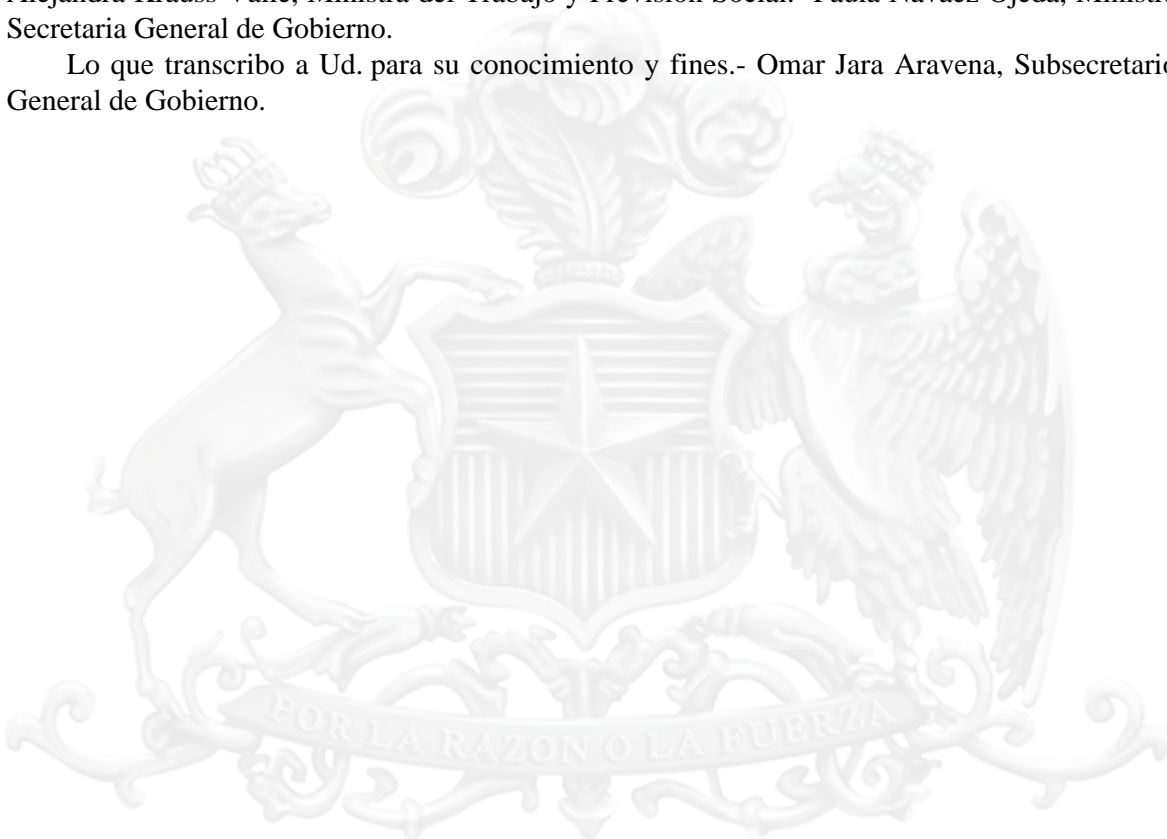 Alejandra Krauss Valle, Ministra del Trabajo y Previsión Social.- Paula Narváez Ojeda, Ministra
Secretaria General de Gobierno.
Lo que transcribo a Ud. para su conocimiento y fines.- Omar Jara Aravena, Subsecretario
General de Gobierno.
POR LA RAZON O LA FUERZA